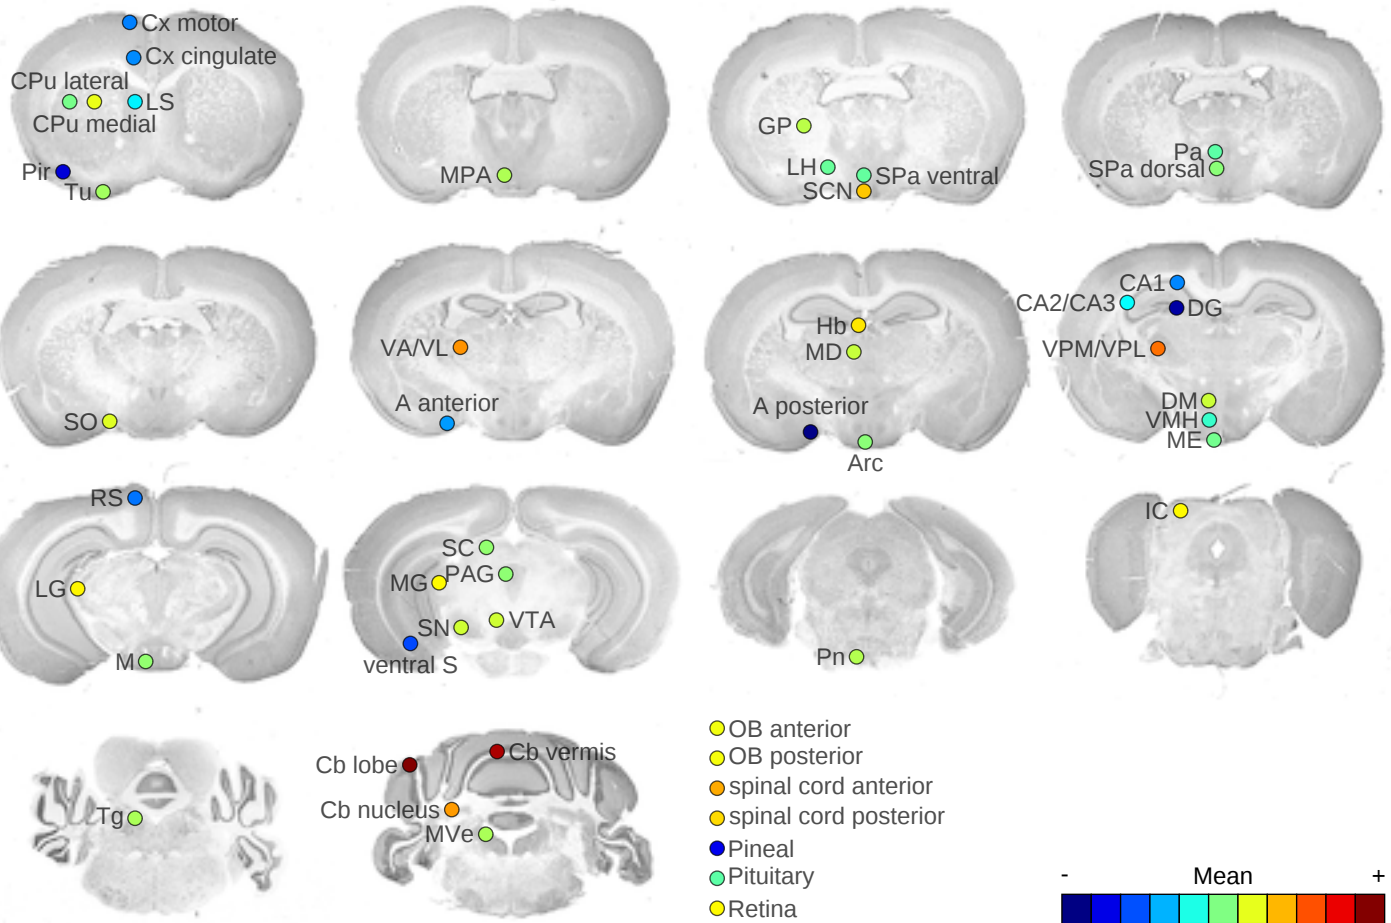 Cx motor
Cx cingulate
CPu lateral
LS
CPu medial
Pir
Tu
MPA
GP
LH
SPa ventral
SCN
Pa
SPa dorsal
SO
VA/VL
A anterior
Hb
MD
A posterior
Arc
CA1
CA2/CA3
DG
VPM/VPL
DM
VMH
ME
RS
LG
M
SC
MG
PAG
SN
VTA
ventral S
Pn
IC
Tg
Cb lobe
Cb vermis
Cb nucleus
MVe
OB anterior
OB posterior
spinal cord anterior
spinal cord posterior
Pineal
Pituitary
Retina
- Mean +